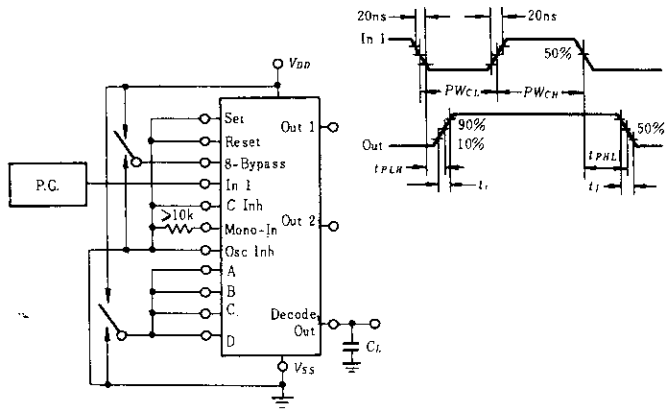 20ns
20ns
In 1
50%
PWCL
PWCH
90%
10%
50%
Out
tPLH
tr
tPHL
tf
VDD
Set
Reset
8-Bypass
In 1
C Inh
≥10k
Mono-In
Osc Inh
A
B
C
D
P.G.
Out 1
Out 2
Decode
Out
CL
VSS